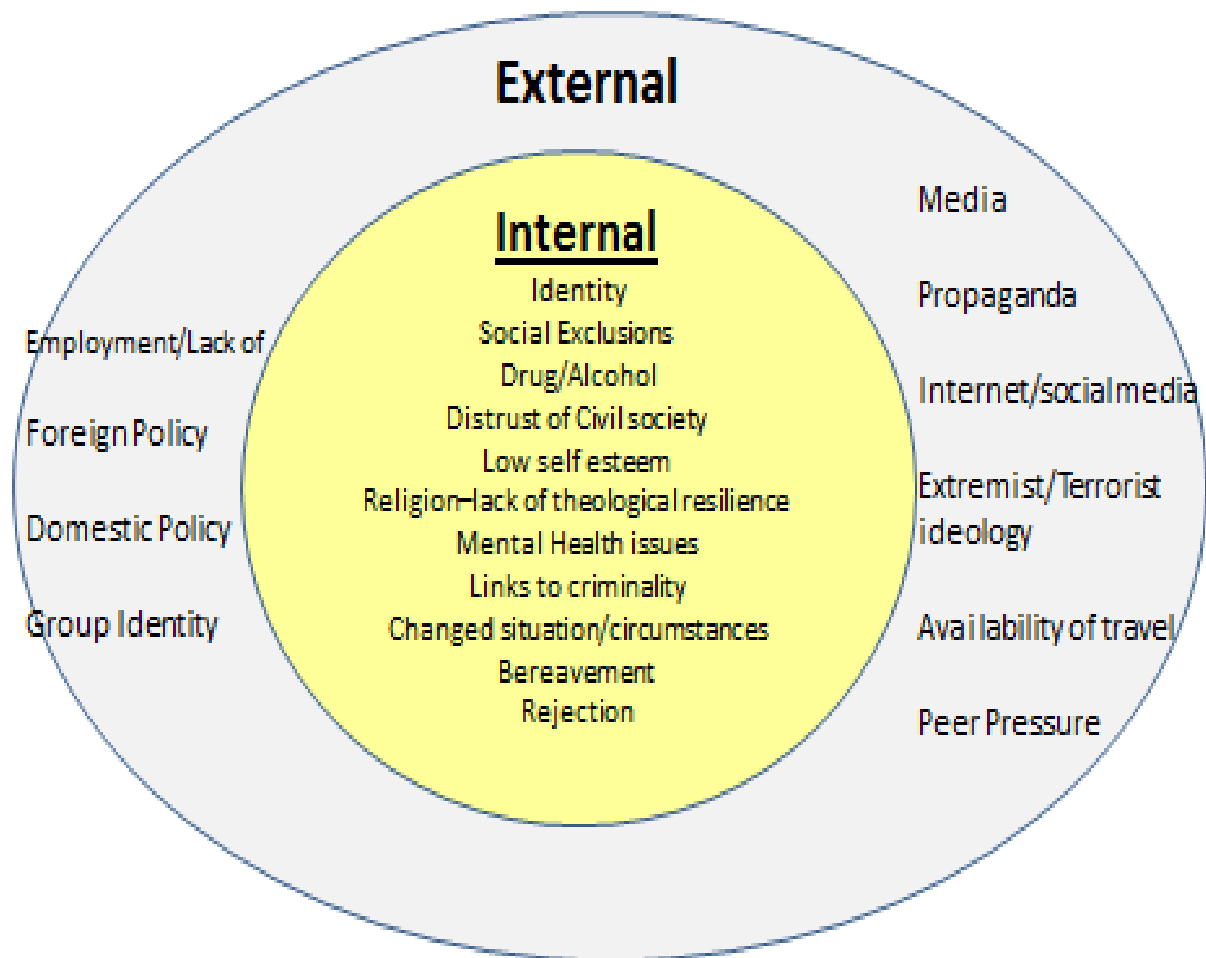 External
Internal
Identity
Social Exclusions
Drug/Alcohol
Distrust of Civil society
Low self esteem
Religion–lack of theological resilience
Mental Health issues
Links to criminality
Changed situation/circumstances
Bereavement
Rejection
Employment/Lack of
Foreign Policy
Domestic Policy
Group Identity
Media
Propaganda
Internet/socialmedia
Extremist/Terrorist
ideology
Availability of travel
Peer Pressure